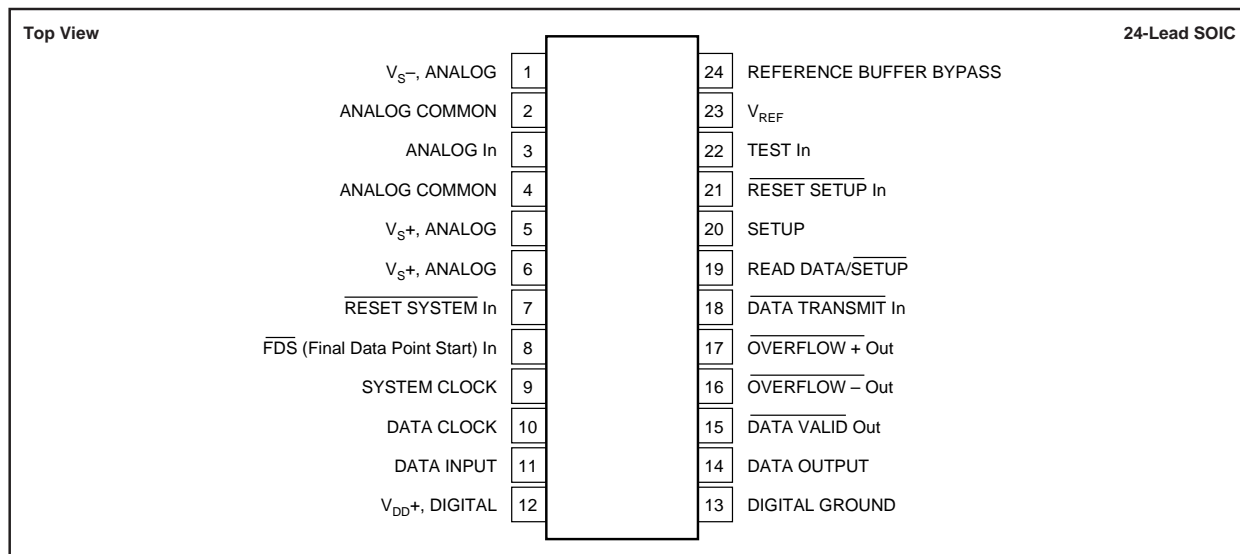 Top View
24-Lead SOIC
V_S–, ANALOG 1
ANALOG COMMON 2
ANALOG In 3
ANALOG COMMON 4
V_S+, ANALOG 5
V_S+, ANALOG 6
RESET SYSTEM In 7
FDS (Final Data Point Start) In 8
SYSTEM CLOCK 9
DATA CLOCK 10
DATA INPUT 11
V_DD+, DIGITAL 12
24 REFERENCE BUFFER BYPASS
23 V_REF
22 TEST In
21 RESET SETUP In
20 SETUP
19 READ DATA/SETUP
18 DATA TRANSMIT In
17 OVERFLOW + Out
16 OVERFLOW – Out
15 DATA VALID Out
14 DATA OUTPUT
13 DIGITAL GROUND